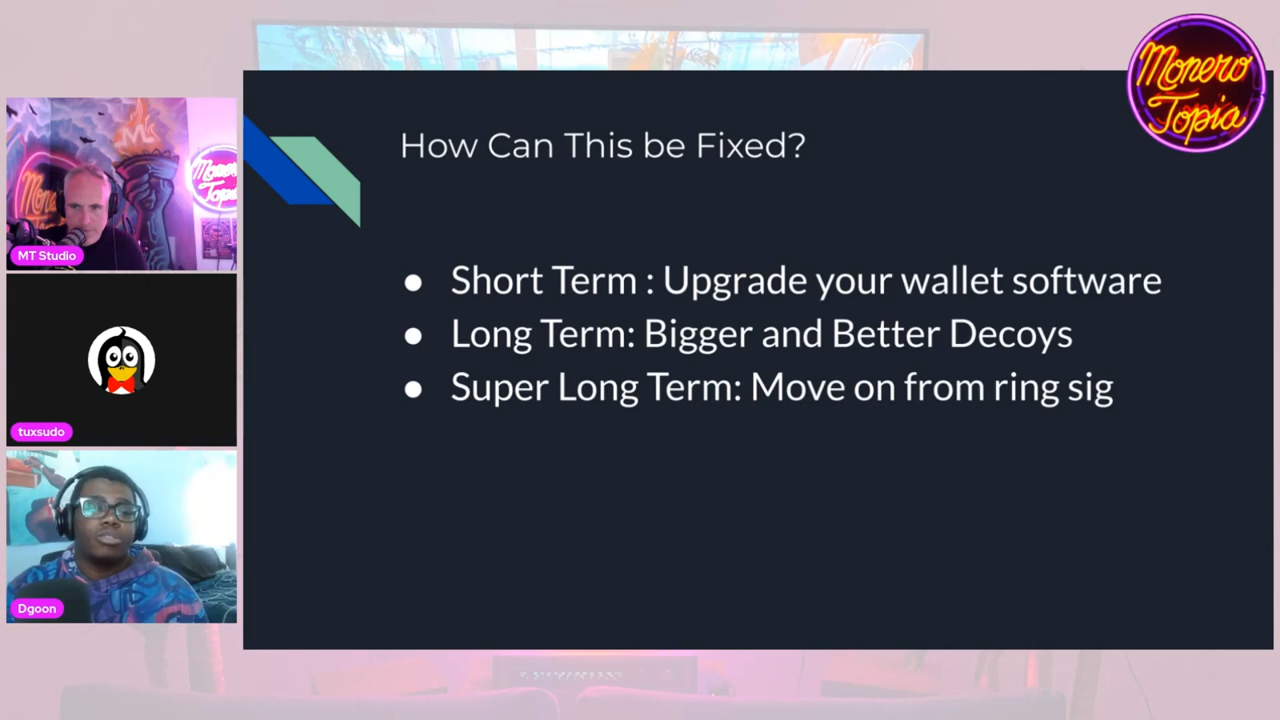 Monero
Topia
How Can This be Fixed?
● Short Term : Upgrade your wallet software
● Long Term: Bigger and Better Decoys
● Super Long Term: Move on from ring sig
MT Studio
tuxsudo
Dgoon